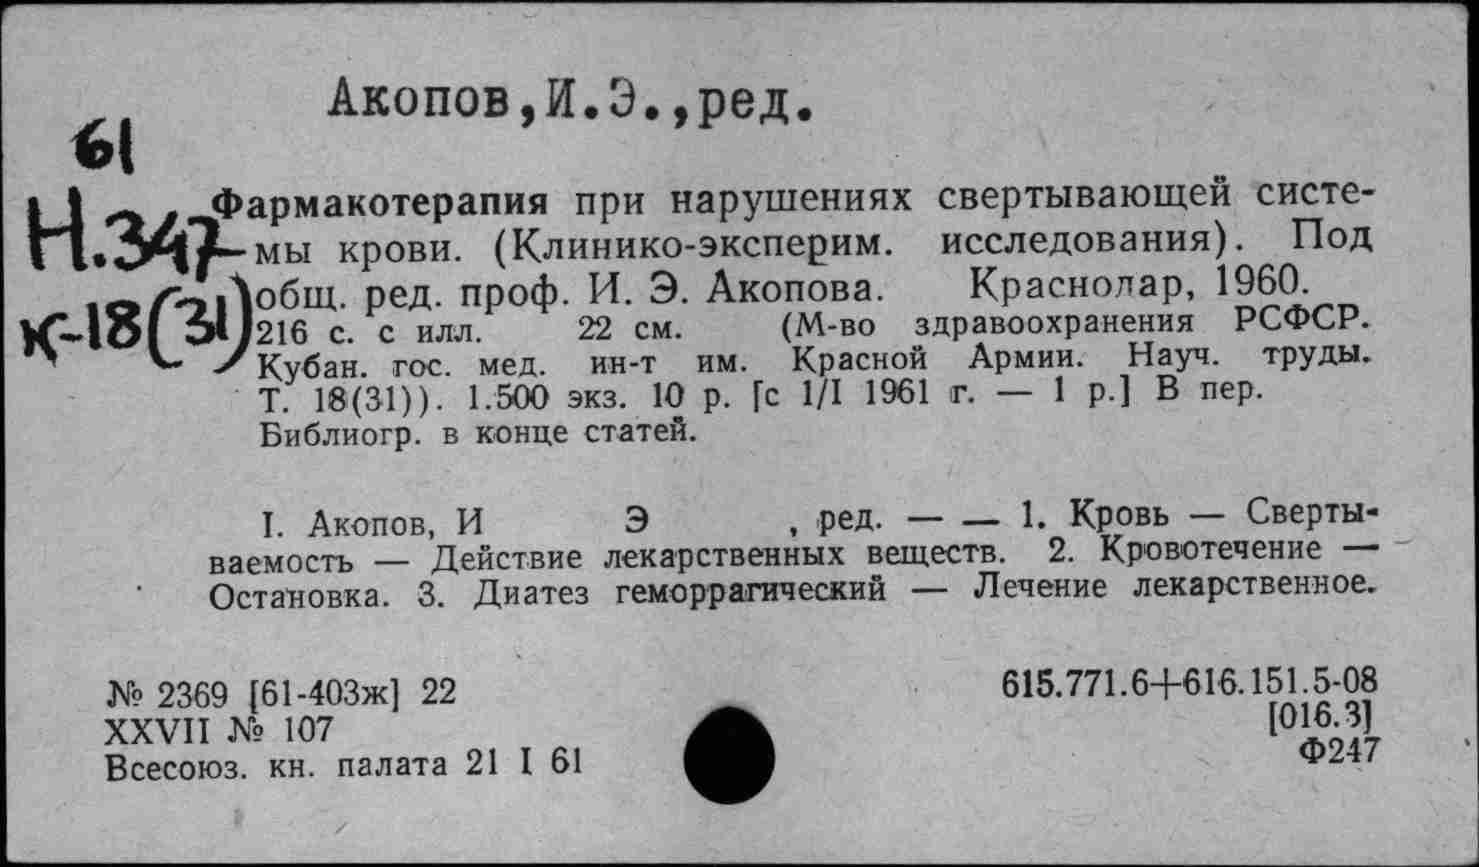 Акопов,И.Э.,ред.
61
Н.347-
К-18(31)
Фармакотерапия при нарушениях свертывающей систе-
мы крови. (Клинико-эксперим. исследования). Под
общ. ред. проф. И. Э. Акопова. Краснодар, 1960.
216 с. с илл. 22 см. (М-во здравоохранения РСФСР.
Кубан. гос. мед. ин-т им. Красной Армии. Науч. труды.
Т. 18(31)). 1.500 экз. 10 р. [с 1/I 1961 г. — 1 р.] В пер.
Библиогр. в конце статей.
I. Акопов, И Э , ред. — — 1. Кровь — Сверты-
ваемость — Действие лекарственных веществ. 2. Кровотечение —
Остановка. 3. Диатез геморрагический — Лечение лекарственное.
№ 2369 [61-403ж] 22
XXVII № 107
Всесоюз. кн. палата 21 I 61
615.771.6+616.151.5-08
[016.3]
Ф247